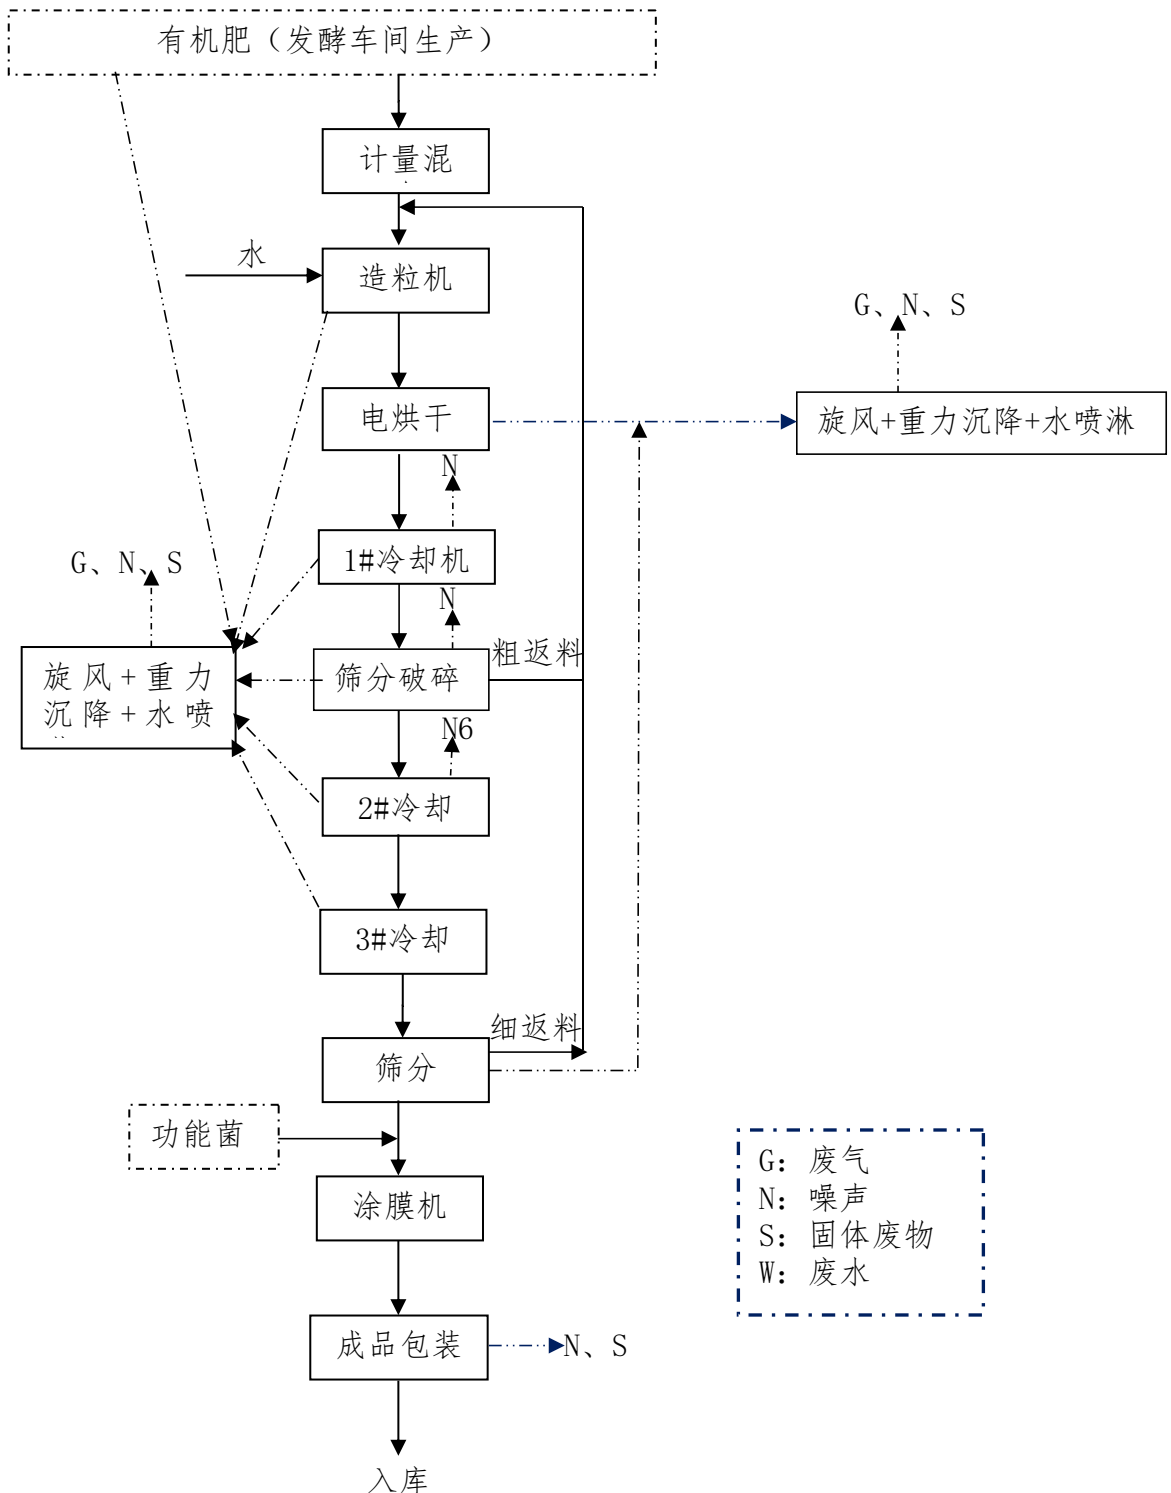 有机肥（发酵车间生产）
计量混
水
造粒机
G、N、S
电烘干
旋风+重力沉降+水喷淋
N
1#冷却机
G、N、S
N
粗返料
筛分破碎
旋风+重力
沉降+水喷
N6
2#冷却
3#冷却
细返料
筛分
功能菌
涂膜机
G: 废气
N: 噪声
S: 固体废物
W: 废水
成品包装
N、S
入库